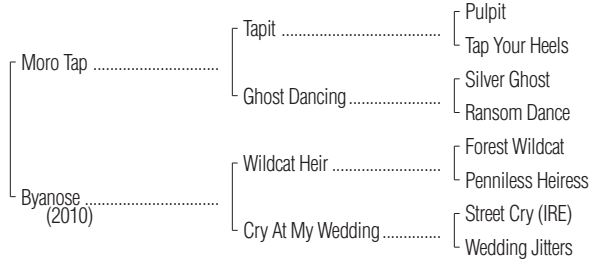 Pulpit
Tapit ..........................................
Tap Your Heels
Moro Tap .................................
Silver Ghost
Ghost Dancing........................
Ransom Dance
Forest Wildcat
Wildcat Heir ............................
Penniless Heiress
Byanose ...................................
(2010)
Street Cry (IRE)
Cry At My Wedding ...............
Wedding Jitters